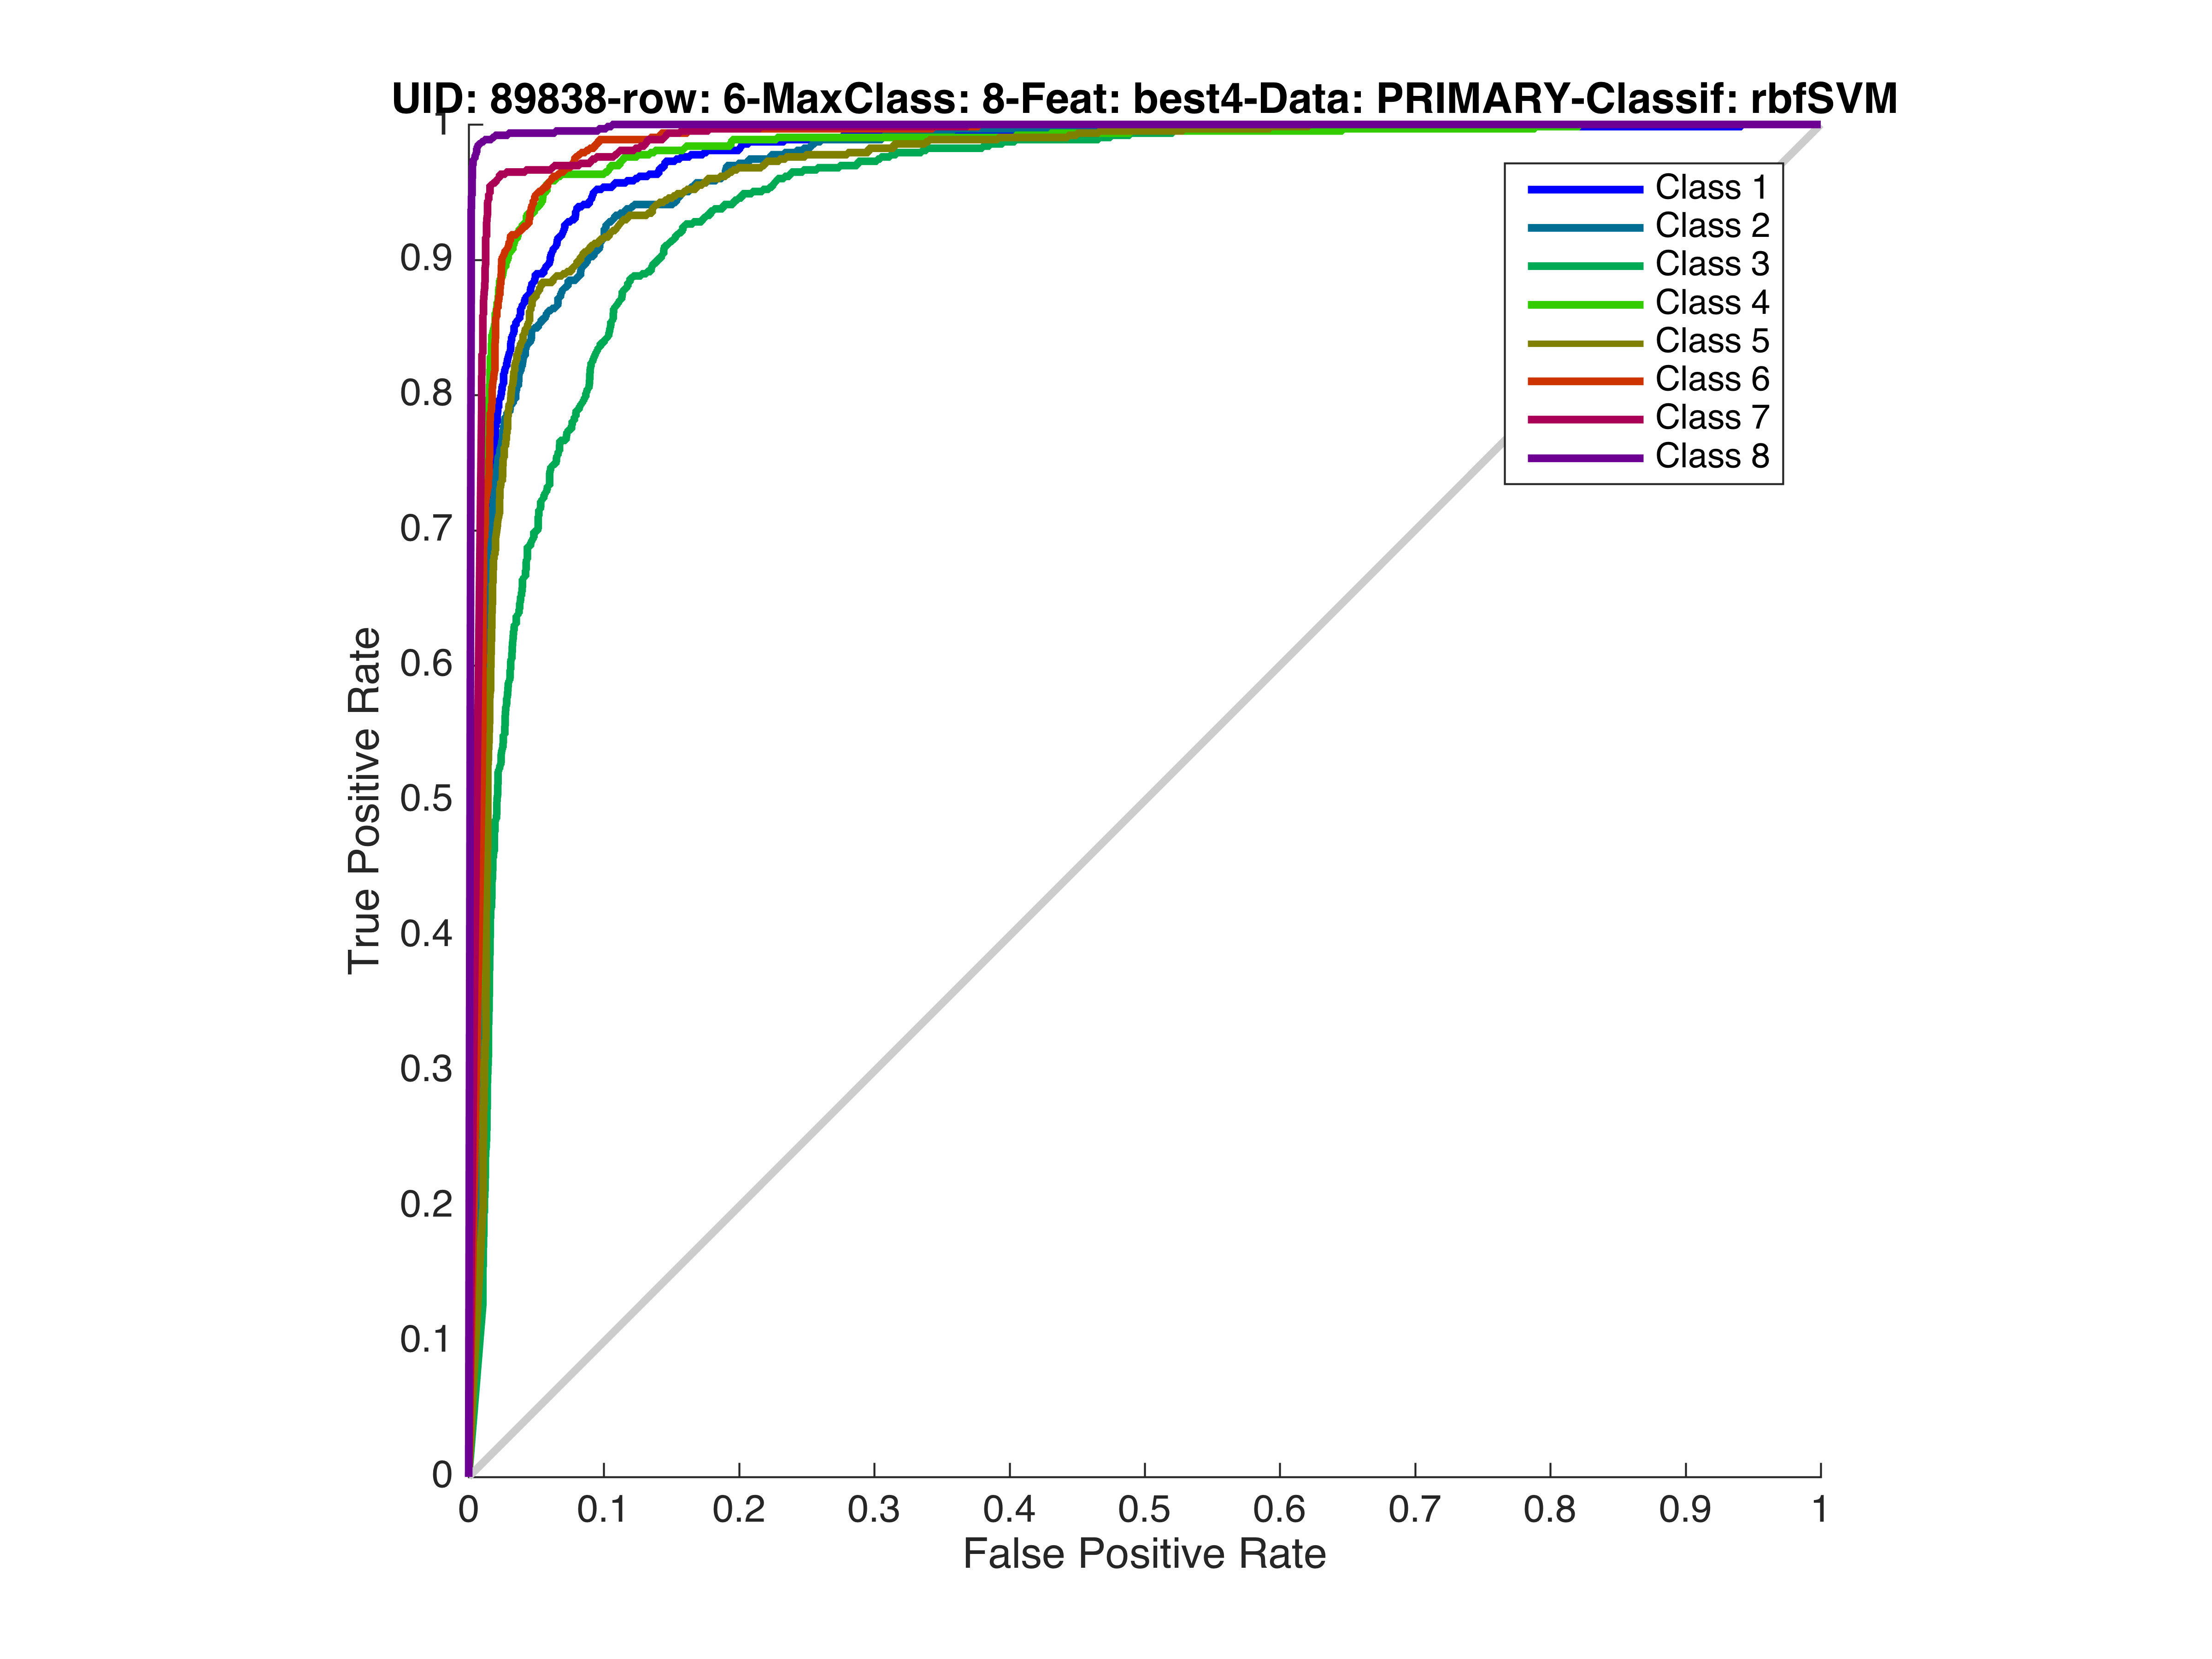 UID: 89838-row: 6-MaxClass: 8-Feat: best4-Data: PRIMARY-Classif: rbfSVM
1
0.9
0.8
0.7
0.6
0.5
0.4
0.3
0.2
0.1
0
True Positive Rate
Class 1
Class 2
Class 3
Class 4
Class 5
Class 6
Class 7
Class 8
0 0.1 0.2 0.3 0.4 0.5 0.6 0.7 0.8 0.9 1
False Positive Rate